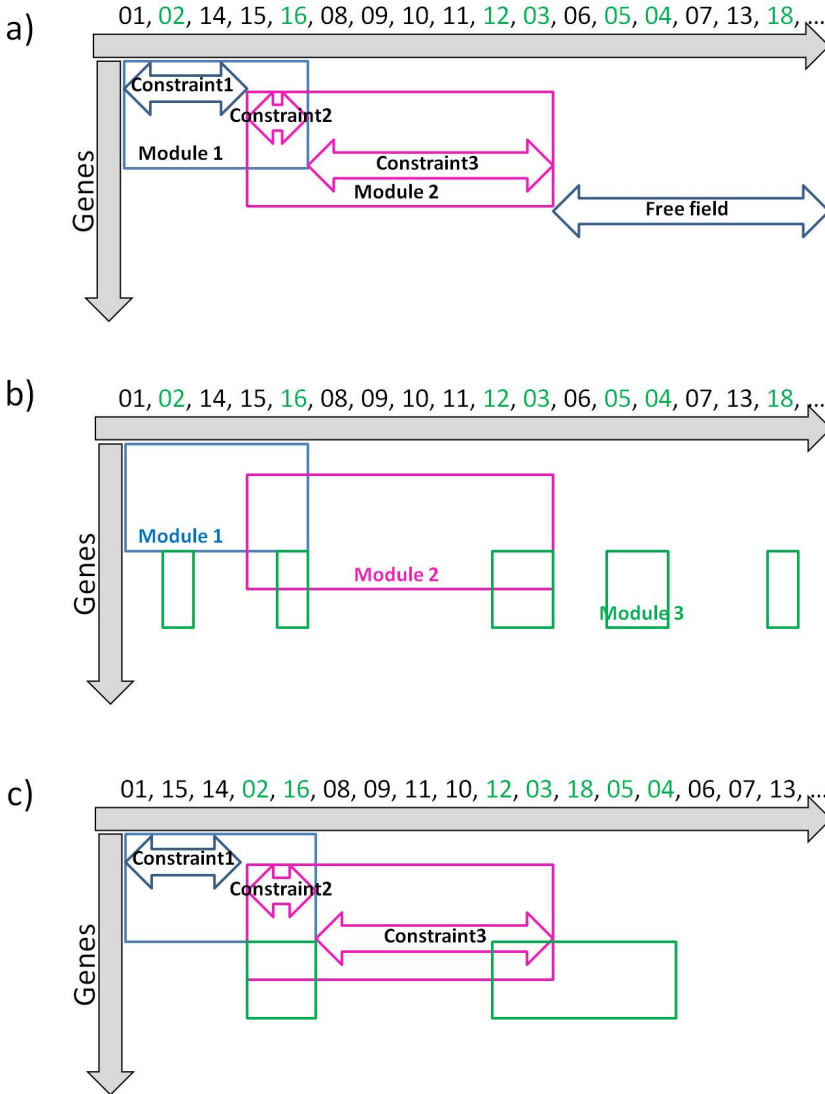 a)
01, 02, 14, 15, 16, 08, 09, 10, 11, 12, 03, 06, 05, 04, 07, 13, 18, ...
Constraint1
Constraint2
Module 1
Constraint3
Module 2
Free field
Genes
b)
01, 02, 14, 15, 16, 08, 09, 10, 11, 12, 03, 06, 05, 04, 07, 13, 18, ...
Module 1
Module 2
Module 3
Genes
c)
01, 15, 14, 02, 16, 08, 09, 11, 10, 12, 03, 18, 05, 04, 06, 07, 13, ...
Constraint1
Constraint2
Constraint3
Genes